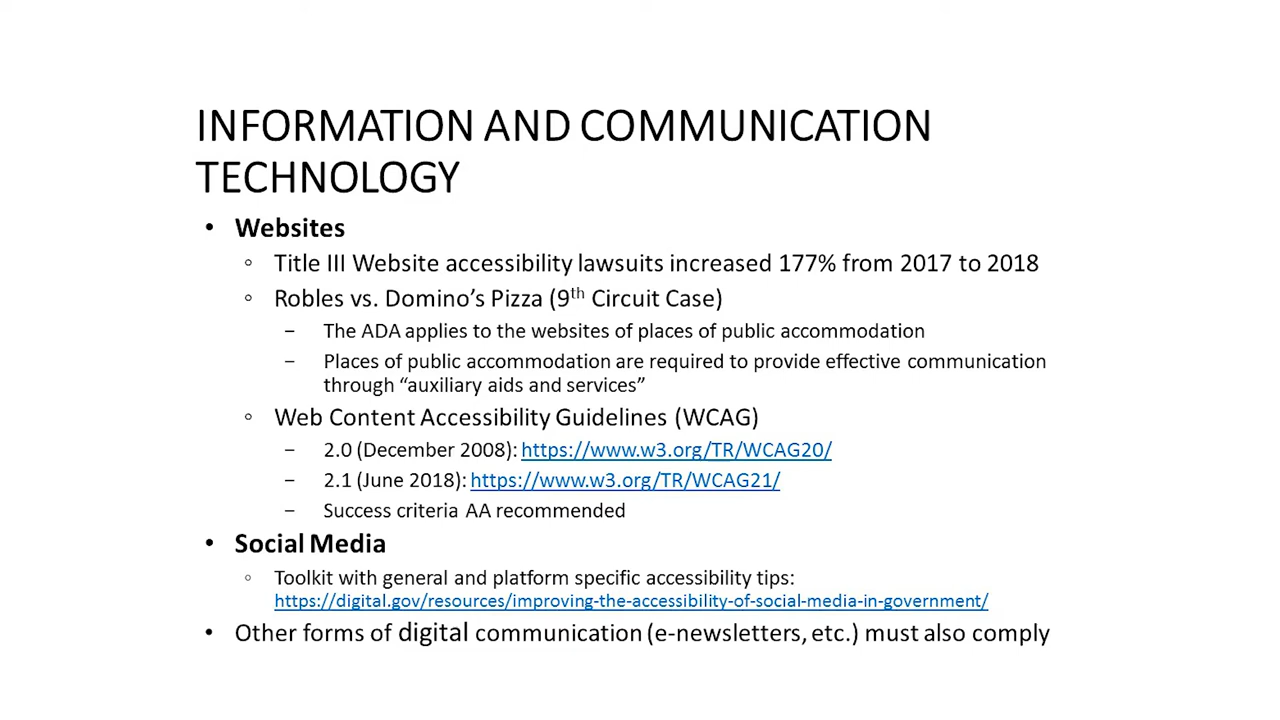 INFORMATION AND COMMUNICATION
TECHNOLOGY
• Websites
◦ Title III Website accessibility lawsuits increased 177% from 2017 to 2018
◦ Robles vs. Domino’s Pizza (9th Circuit Case)
– The ADA applies to the websites of places of public accommodation
– Places of public accommodation are required to provide effective communication
through “auxiliary aids and services”
◦ Web Content Accessibility Guidelines (WCAG)
– 2.0 (December 2008): https://www.w3.org/TR/WCAG20/
– 2.1 (June 2018): https://www.w3.org/TR/WCAG21/
– Success criteria AA recommended
• Social Media
◦ Toolkit with general and platform specific accessibility tips:
https://digital.gov/resources/improving-the-accessibility-of-social-media-in-government/
• Other forms of digital communication (e-newsletters, etc.) must also comply